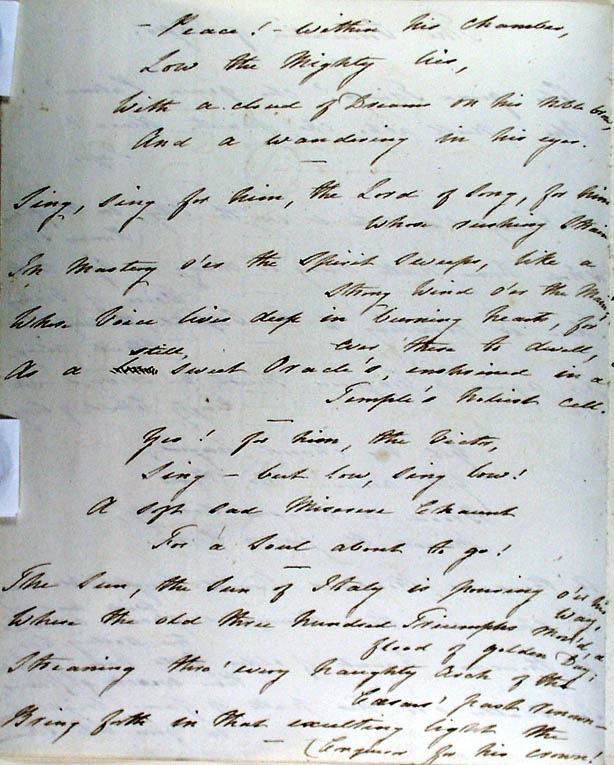 - Peace! - Within his chamber,
Low the Mighty lies,
With a cloud of Dreams on his noble brow,
And a wandering in his eyes.
Sing, sing for him, the Lord of Song, for him
Whose rushing Strain
In Mastery o'er the Spirit sweeps, like a
Strong Wind o'er the Main,
Whose Voice lives deep in burning hearts, for
ever there to dwell,
As a still, sweet Oracle's, enshrined in a
Temple's holiest cell.
Yes! for him, the Victor,
Sing - but low, sing low!
A soft sad Miserere Chaunt
For a Soul about to go!
The Sun, the Sun of Italy is pouring o'er his
Way,
Where the old three hundred Triumphs mov'd, a
flood of golden Day;
Streaming thro' every haughty Arch of the
Cæsars' past renown -
Bring forth in that exulting light the
Conqueror for his crown!